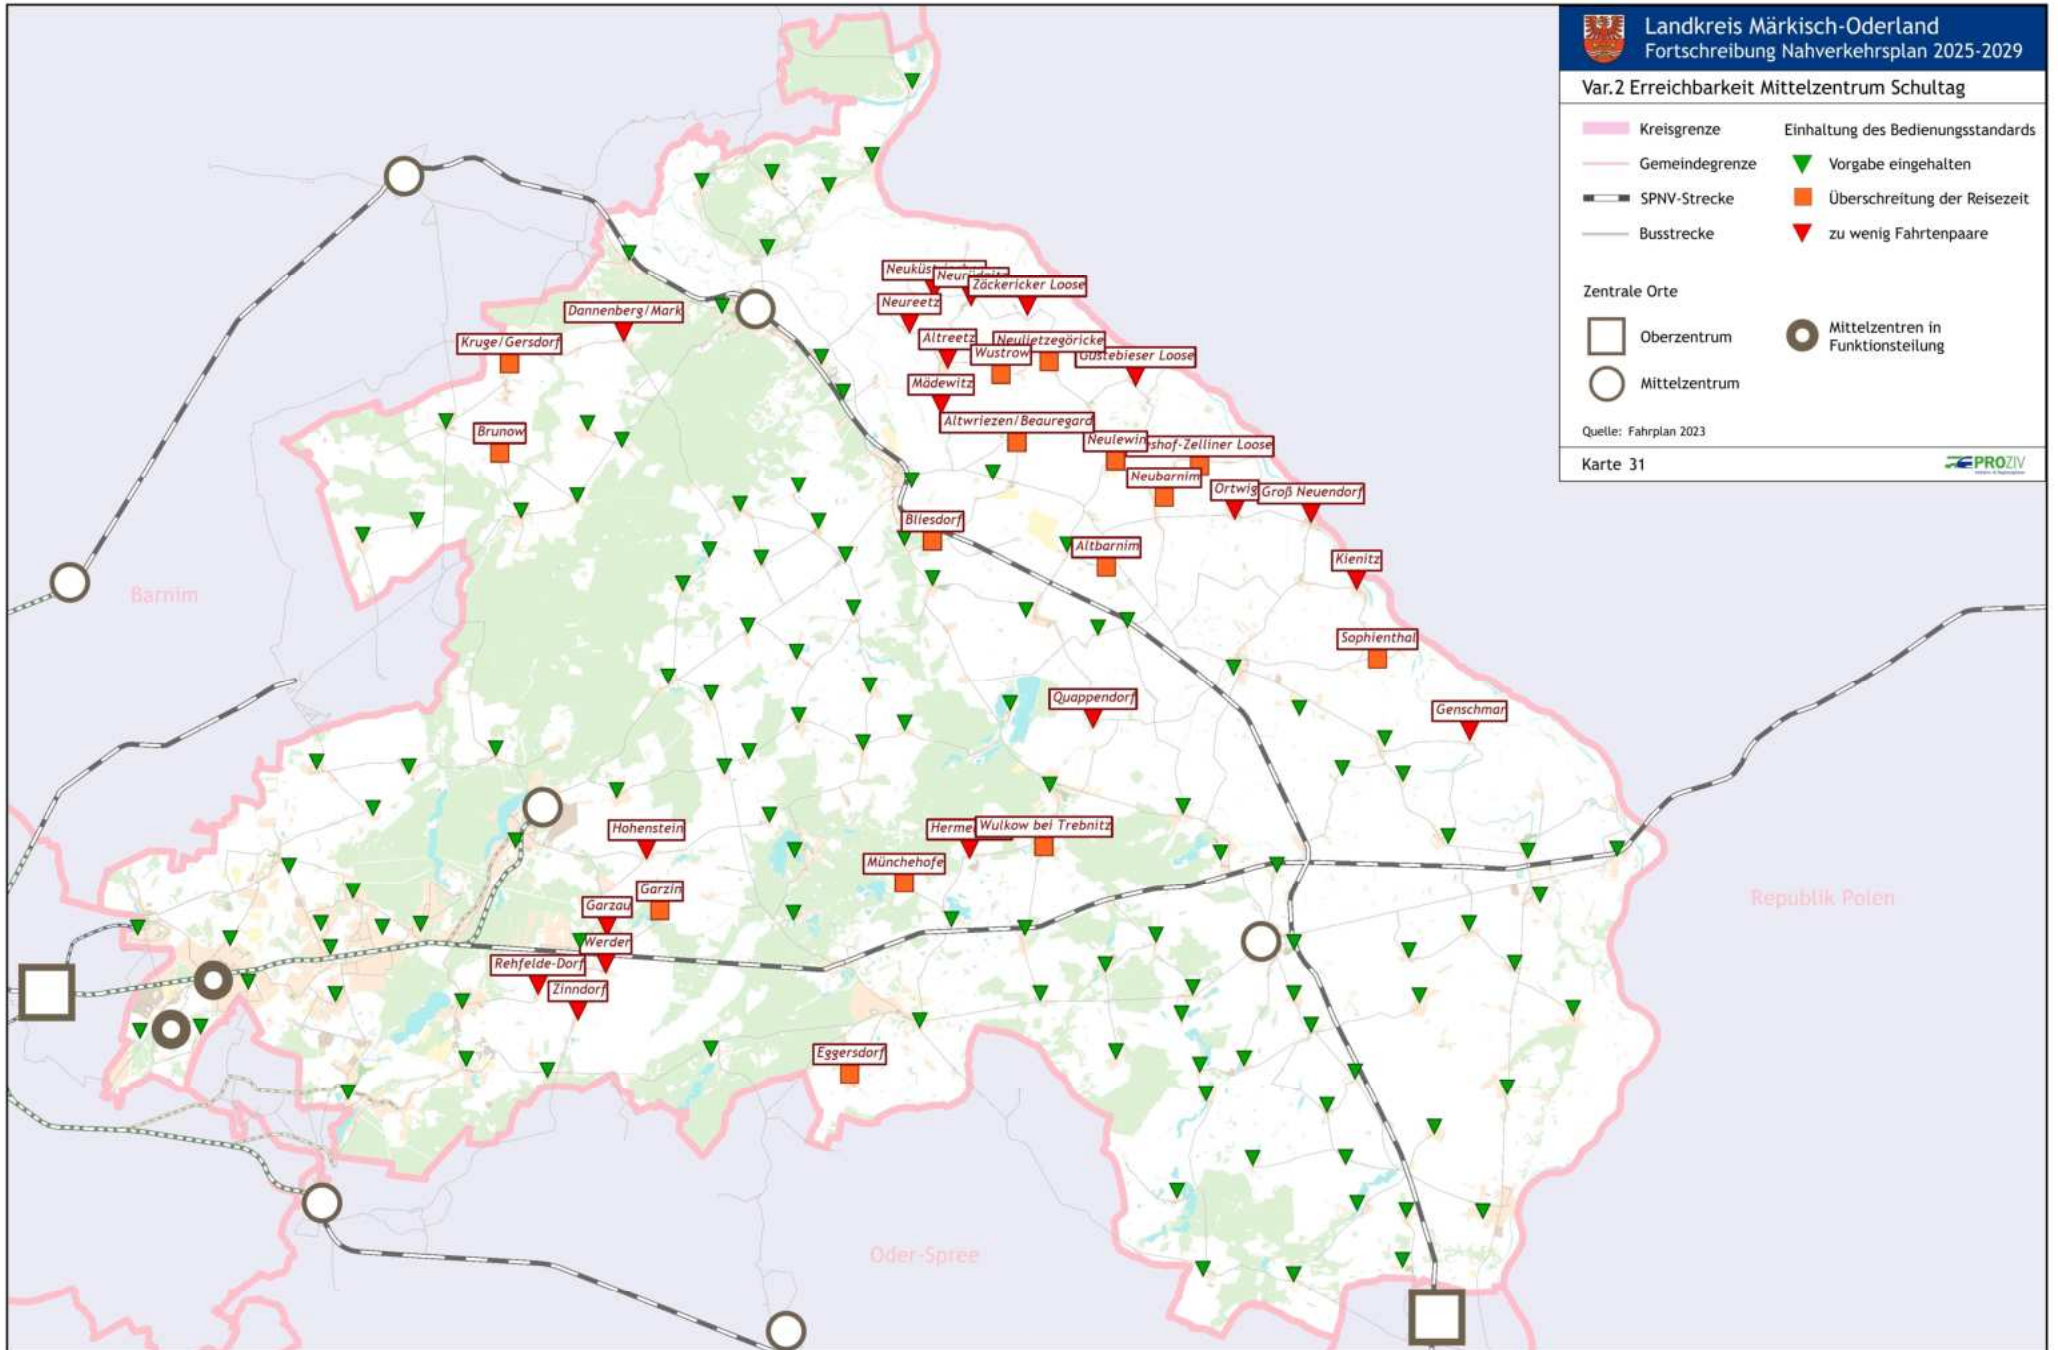 Landkreis Märkisch-Oderland
Fortschreibung Nahverkehrsplan 2025-2029
Var.2 Erreichbarkeit Mittelzentrum Schultag
Kreisgrenze
Gemeindegrenze
SPNV-Strecke
Busstrecke
Einhaltung des Bedienungsstandards
Vorgabe eingehalten
Überschreitung der Reisezeit
zu wenig Fahrtenpaare
Zentrale Orte
Oberzentrum
Mittelzentrum
Mittelzentren in
Funktionsteilung
Quelle: Fahrplan 2023
Karte 31
PROZIV
Zäckericker Loose
Neureetz
Dannenberg/Mark
Kruge/Gersdorf
Altreetz
Neulietzegöricke
Wustrow
Güstebieser Loose
Mädewitz
Altwriezen/Beauregard
Brunow
Neulewin
shof-Zelliner Loose
Neubarnim
Ortwig
Groß Neuendorf
Bliesdorf
Altbarnim
Kienitz
Barnim
Sophienthal
Quappendorf
Genschmar
Hohenstein
Wulkow bei Trebnitz
Münchehofe
Garzin
Garzau
Republik Polen
Werder
Rehfelde-Dorf
Zinndorf
Eggersdorf
Oder-Spree